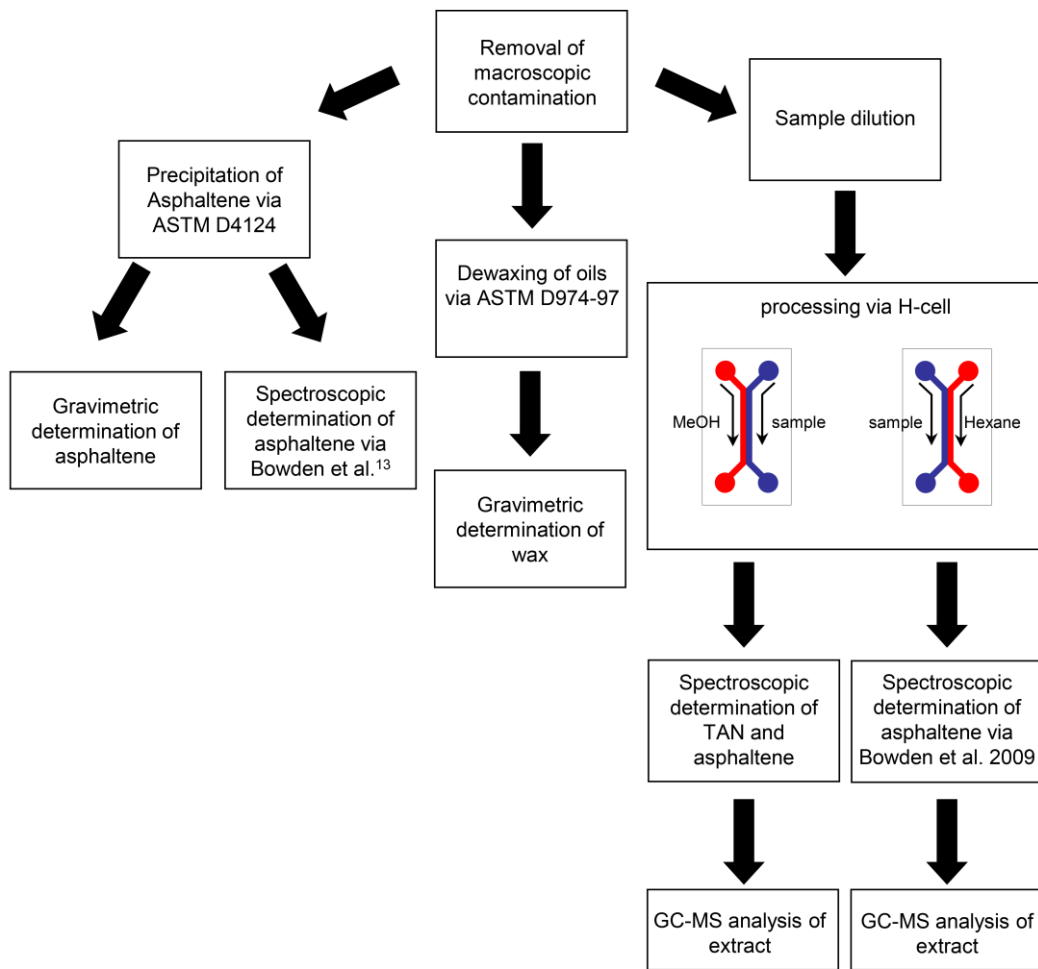 Removal of
macroscopic
contamination
Sample dilution
Precipitation of
Asphaltene via
ASTM D4124
Dewaxing of oils
via ASTM D974-97
processing via H-cell
MeOH
sample
sample
Hexane
Gravimetric
determination of
asphaltene
Spectroscopic
determination of
asphaltene via
Bowden et al.¹³
Gravimetric
determination of
wax
Spectroscopic
determination of
TAN and
asphaltene
Spectroscopic
determination of
asphaltene via
Bowden et al. 2009
GC-MS analysis of
extract
GC-MS analysis of
extract